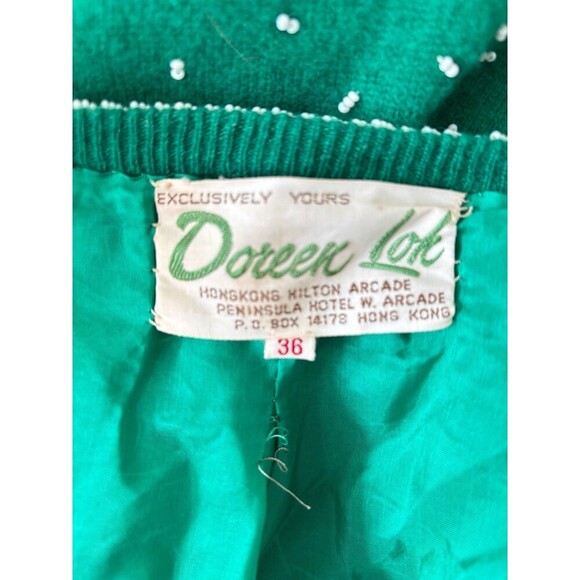 EXCLUSIVELY YOURS
Doreen Lok
HONGKONG HILTON ARCADE
PENINSULA HOTEL W. ARCADE
P.O. BOX 14178 HONG KONG
36